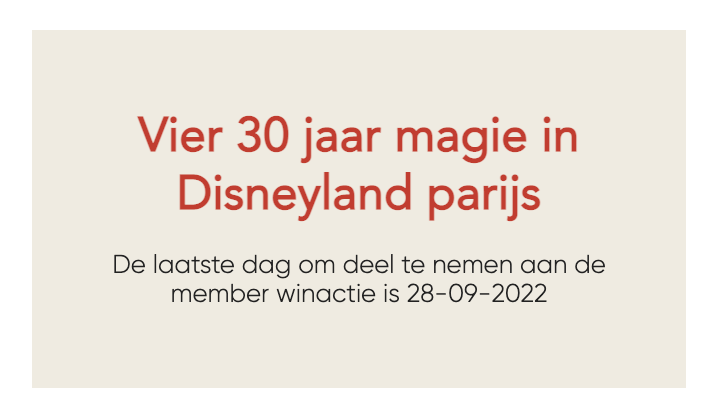 Vier 30 jaar magie in
Disneyland parijs
De laatste dag om deel te nemen aan de
member winactie is 28-09-2022